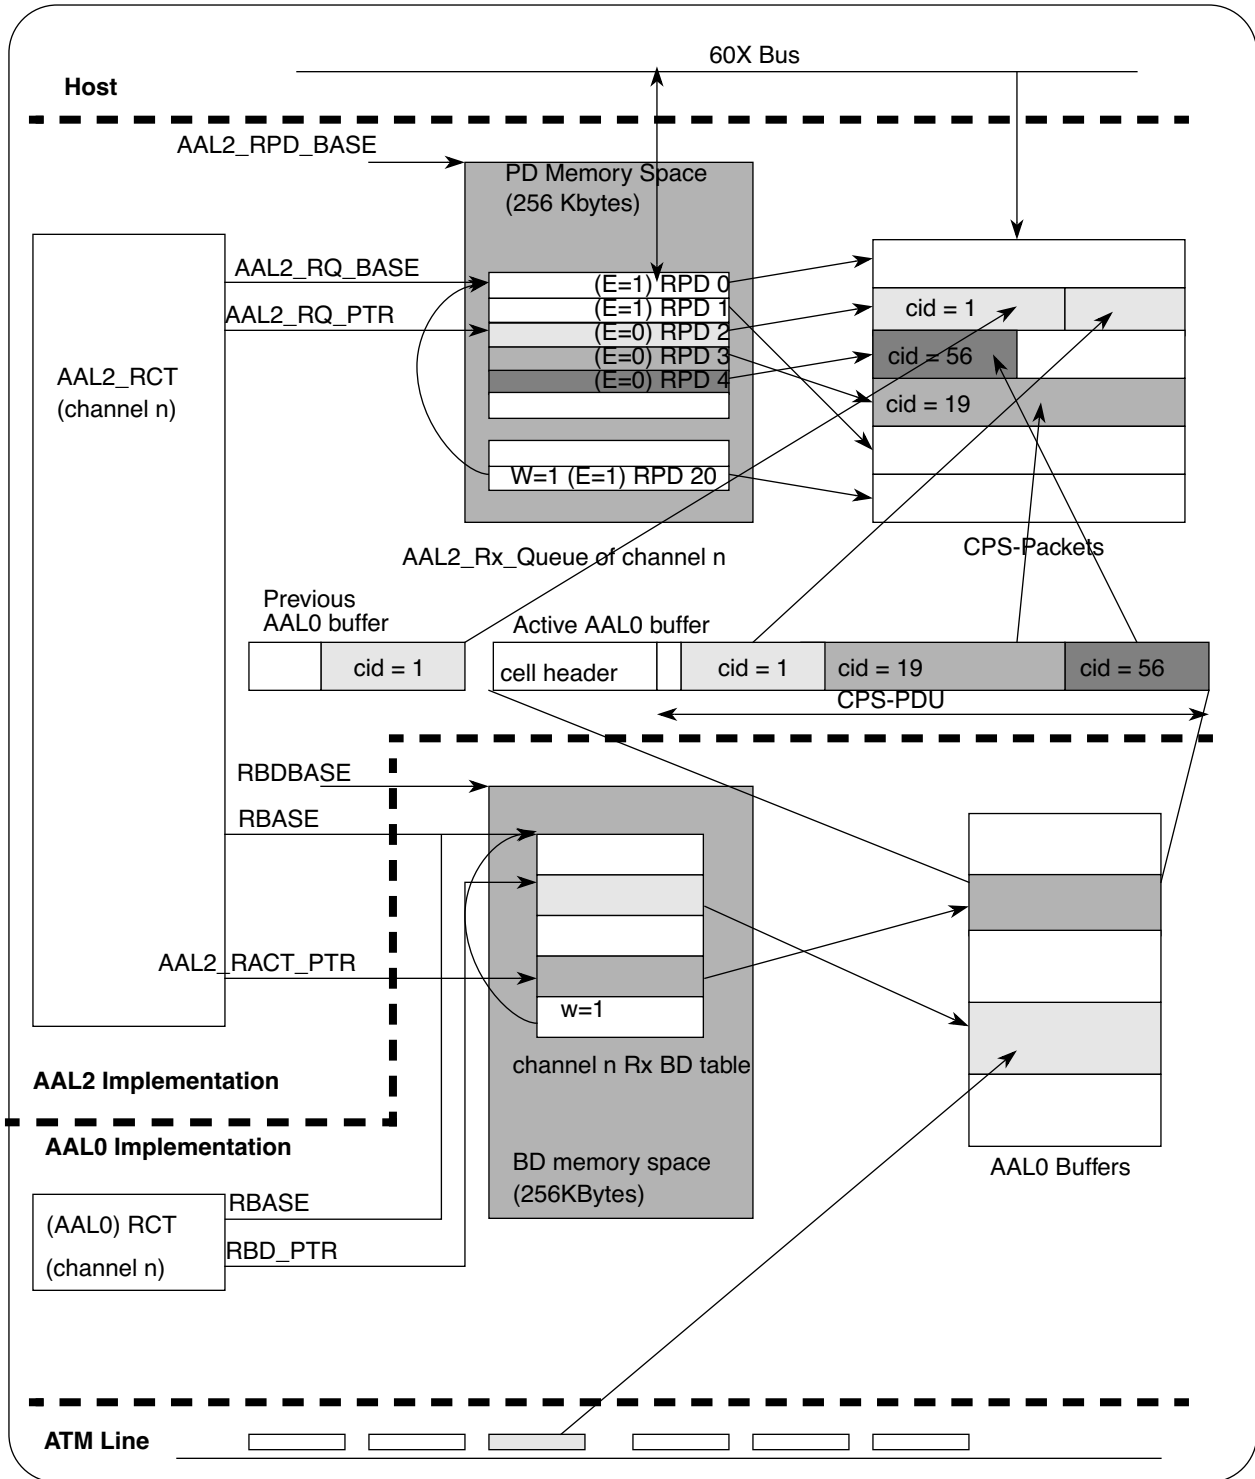 60X Bus
Host
AAL2_RPD_BASE
PD Memory Space
(256 Kbytes)
AAL2_RQ_BASE
(E=1) RPD 0
(E=1) RPD 1
cid = 1
AAL2_RQ_PTR
(E=0) RPD 2
(E=0) RPD 3
cid = 56
AAL2_RCT
(channel n)
(E=0) RPD 4
cid = 19
W=1 (E=1) RPD 20
CPS-Packets
AAL2_Rx_Queue of channel n
Previous
AAL0 buffer
Active AAL0 buffer
cid = 1
cell header
cid = 1
cid = 19
cid = 56
CPS-PDU
RBDBASE
RBASE
AAL2_RACT_PTR
w=1
channel n Rx BD table
AAL2 Implementation
AAL0 Implementation
BD memory space
(256KBytes)
AAL0 Buffers
RBASE
(AAL0) RCT
(channel n)
RBD_PTR
ATM Line